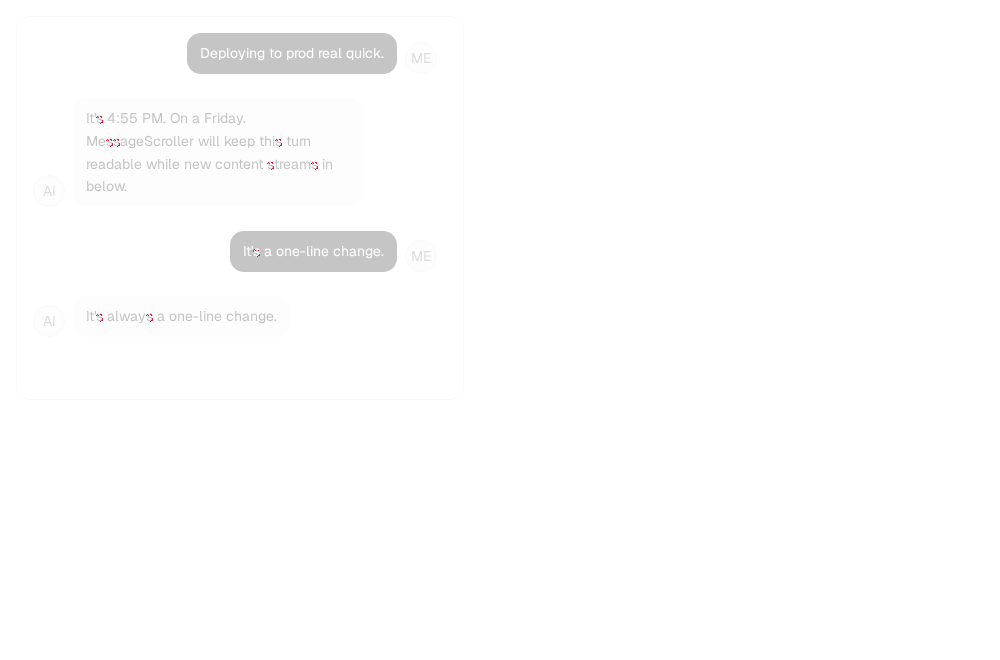 Deploying to prod real quick.
ME
It's 4:55 PM. On a Friday.
MessageScroller will keep this turn
readable while new content streams in
below.
AI
It's a one-line change.
ME
It's always a one-line change.
AI